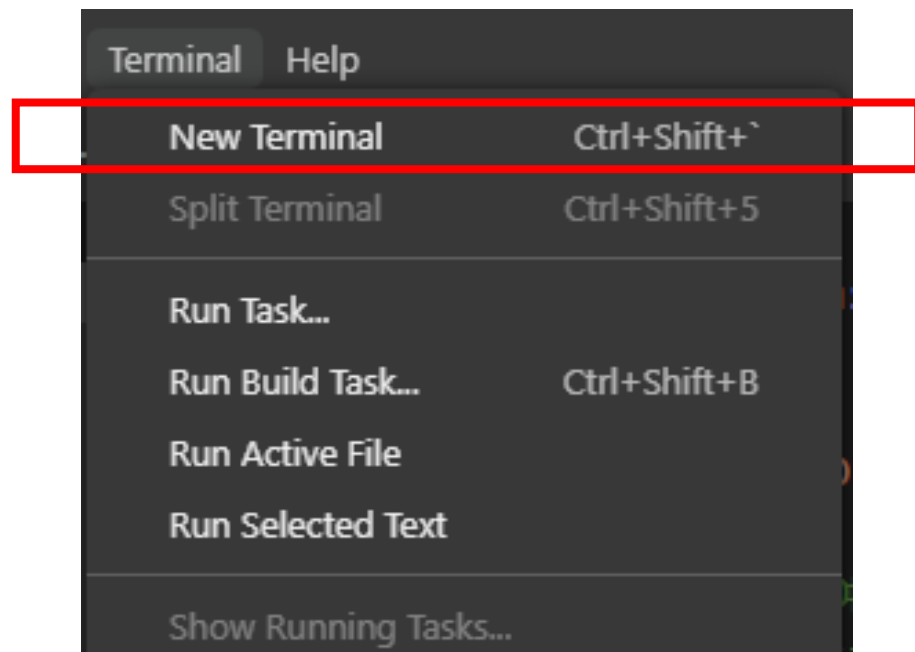 Terminal Help
New Terminal Ctrl+Shift+`
Split Terminal Ctrl+Shift+5
Run Task...
Run Build Task... Ctrl+Shift+B
Run Active File
Run Selected Text
Show Running Tasks...